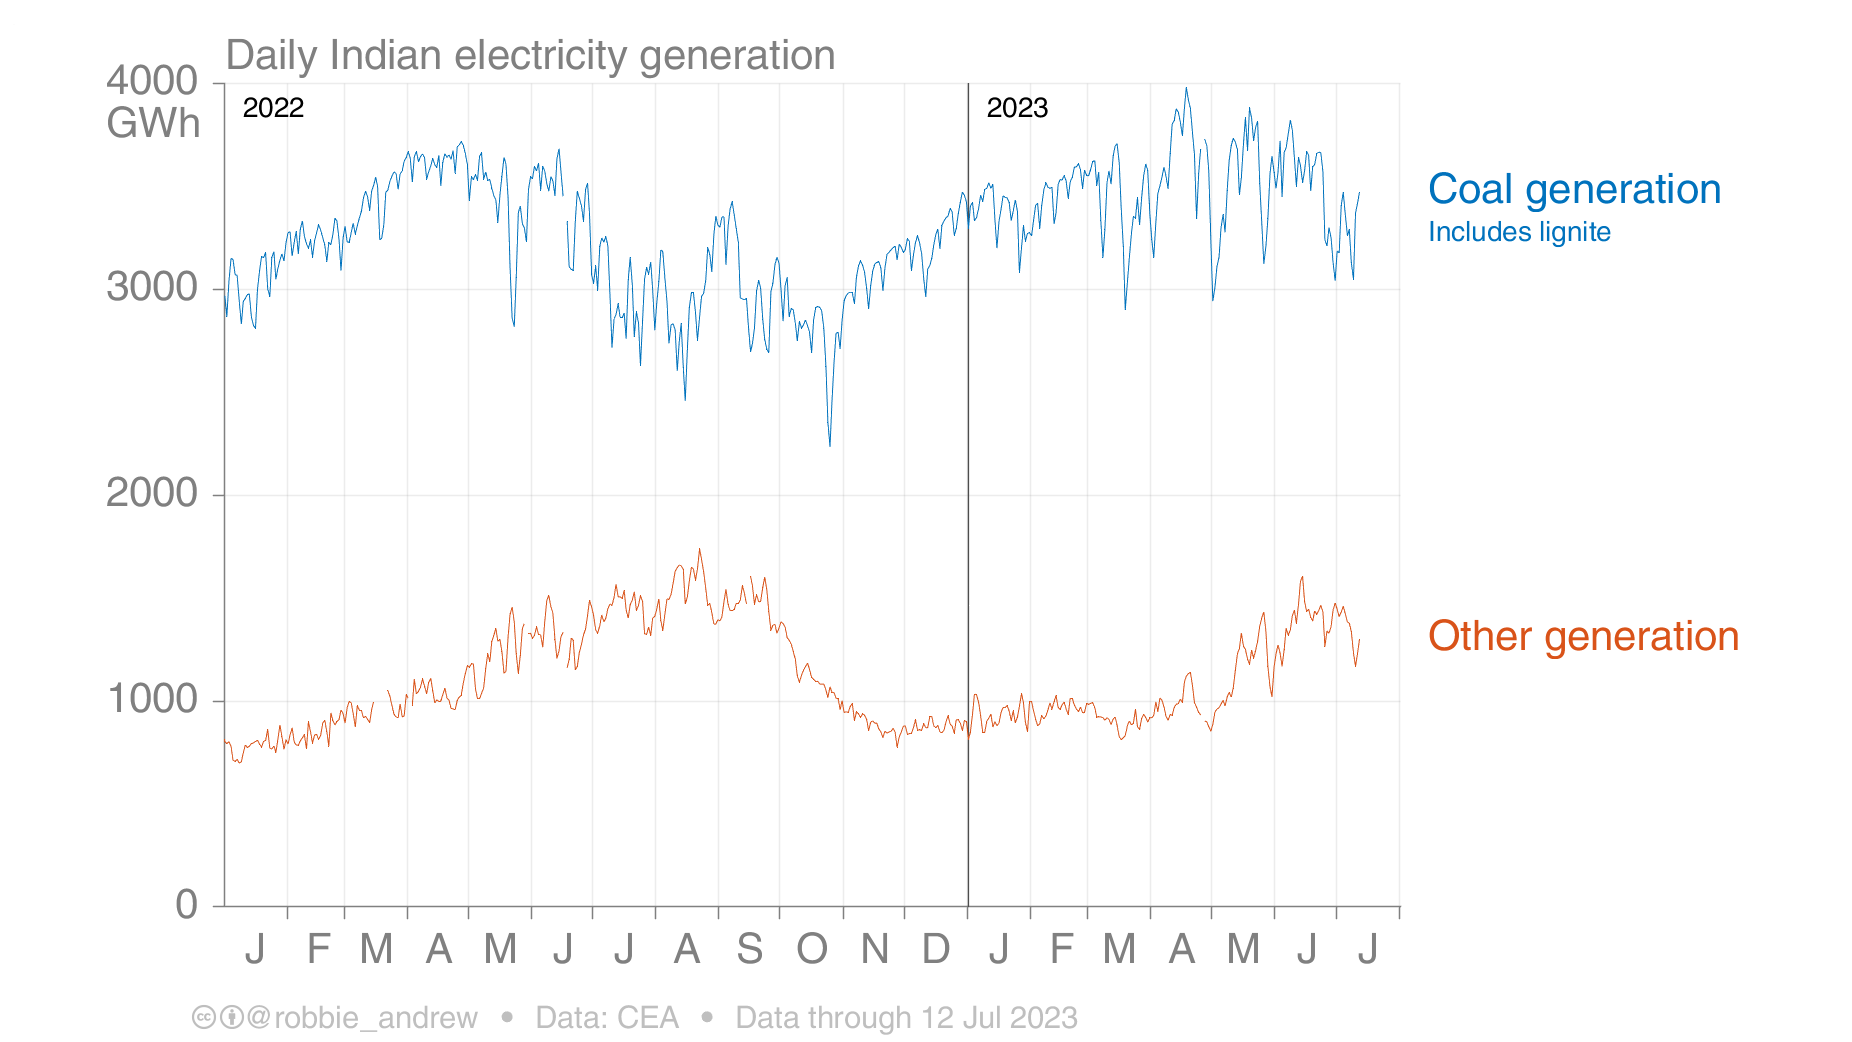 Daily Indian electricity generation
4000
GWh
2022
2023
3000
2000
1000
0
Coal generation
Includes lignite
Other generation
J F M A M J J A S O N D J F M A M J J
cc @robbie_andrew • Data: CEA • Data through 12 Jul 2023